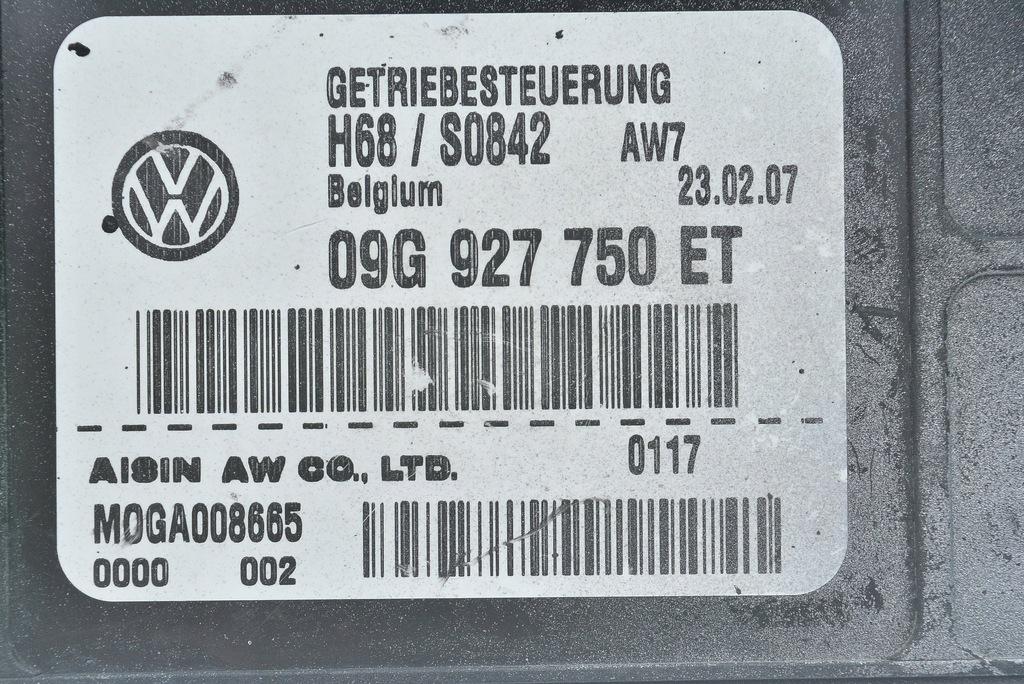 GETRIEBESTEUERUNG
H68 / S0842 AW7
Belgium 23.02.07
09G 927 750 ET
AISIN AW CO., LTD. 0117
M0GA008665
0000 002